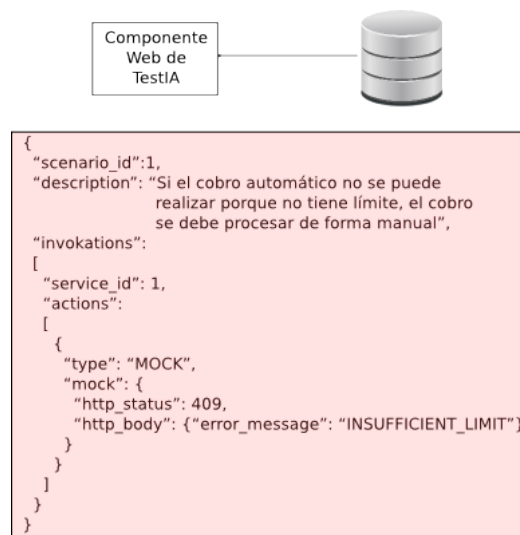 Componente
Web de
TestIA
{
“scenario_id”:1,
“description”: “Si el cobro automático no se puede
realizar porque no tiene límite, el cobro
se debe procesar de forma manual”,
“invokations”:
[
“service_id”: 1,
“actions”:
[
{
“type”: “MOCK”,
“mock”: {
“http_status”: 409,
“http_body”: {“error_message”: “INSUFFICIENT_LIMIT”}
}
}
]
}
}